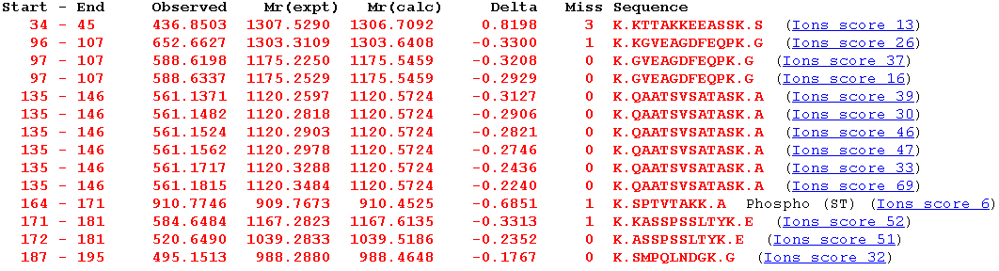 Start - End Observed Mr(expt) Mr(calc) Delta Miss Sequence
34 - 45 436.8503 1307.5290 1306.7092 0.8198 3 K.KTTAKKEEASSK.S (Ions score 13)
96 - 107 652.6627 1303.3109 1303.6408 -0.3300 1 K.KGVEAGDFEQPK.G (Ions score 26)
97 - 107 588.6198 1175.2250 1175.5459 -0.3208 0 K.GVEAGDFEQPK.G (Ions score 37)
97 - 107 588.6337 1175.2529 1175.5459 -0.2929 0 K.GVEAGDFEQPK.G (Ions score 16)
135 - 146 561.1371 1120.2597 1120.5724 -0.3127 0 K.QAATSVSATASK.A (Ions score 39)
135 - 146 561.1482 1120.2818 1120.5724 -0.2906 0 K.QAATSVSATASK.A (Ions score 30)
135 - 146 561.1524 1120.2903 1120.5724 -0.2821 0 K.QAATSVSATASK.A (Ions score 46)
135 - 146 561.1562 1120.2978 1120.5724 -0.2746 0 K.QAATSVSATASK.A (Ions score 47)
135 - 146 561.1717 1120.3288 1120.5724 -0.2436 0 K.QAATSVSATASK.A (Ions score 33)
135 - 146 561.1815 1120.3484 1120.5724 -0.2240 0 K.QAATSVSATASK.A (Ions score 69)
164 - 171 910.7746 909.7673 910.4525 -0.6851 1 K.SPTVTAKK.A Phospho (ST) (Ions score 6)
171 - 181 584.6484 1167.2823 1167.6135 -0.3313 1 K.KASSPSSLTYK.E (Ions score 52)
172 - 181 520.6490 1039.2833 1039.5186 -0.2352 0 K.ASSPSSLTYK.E (Ions score 51)
187 - 195 495.1513 988.2880 988.4648 -0.1767 0 K.SMPQLNDGK.G (Ions score 32)